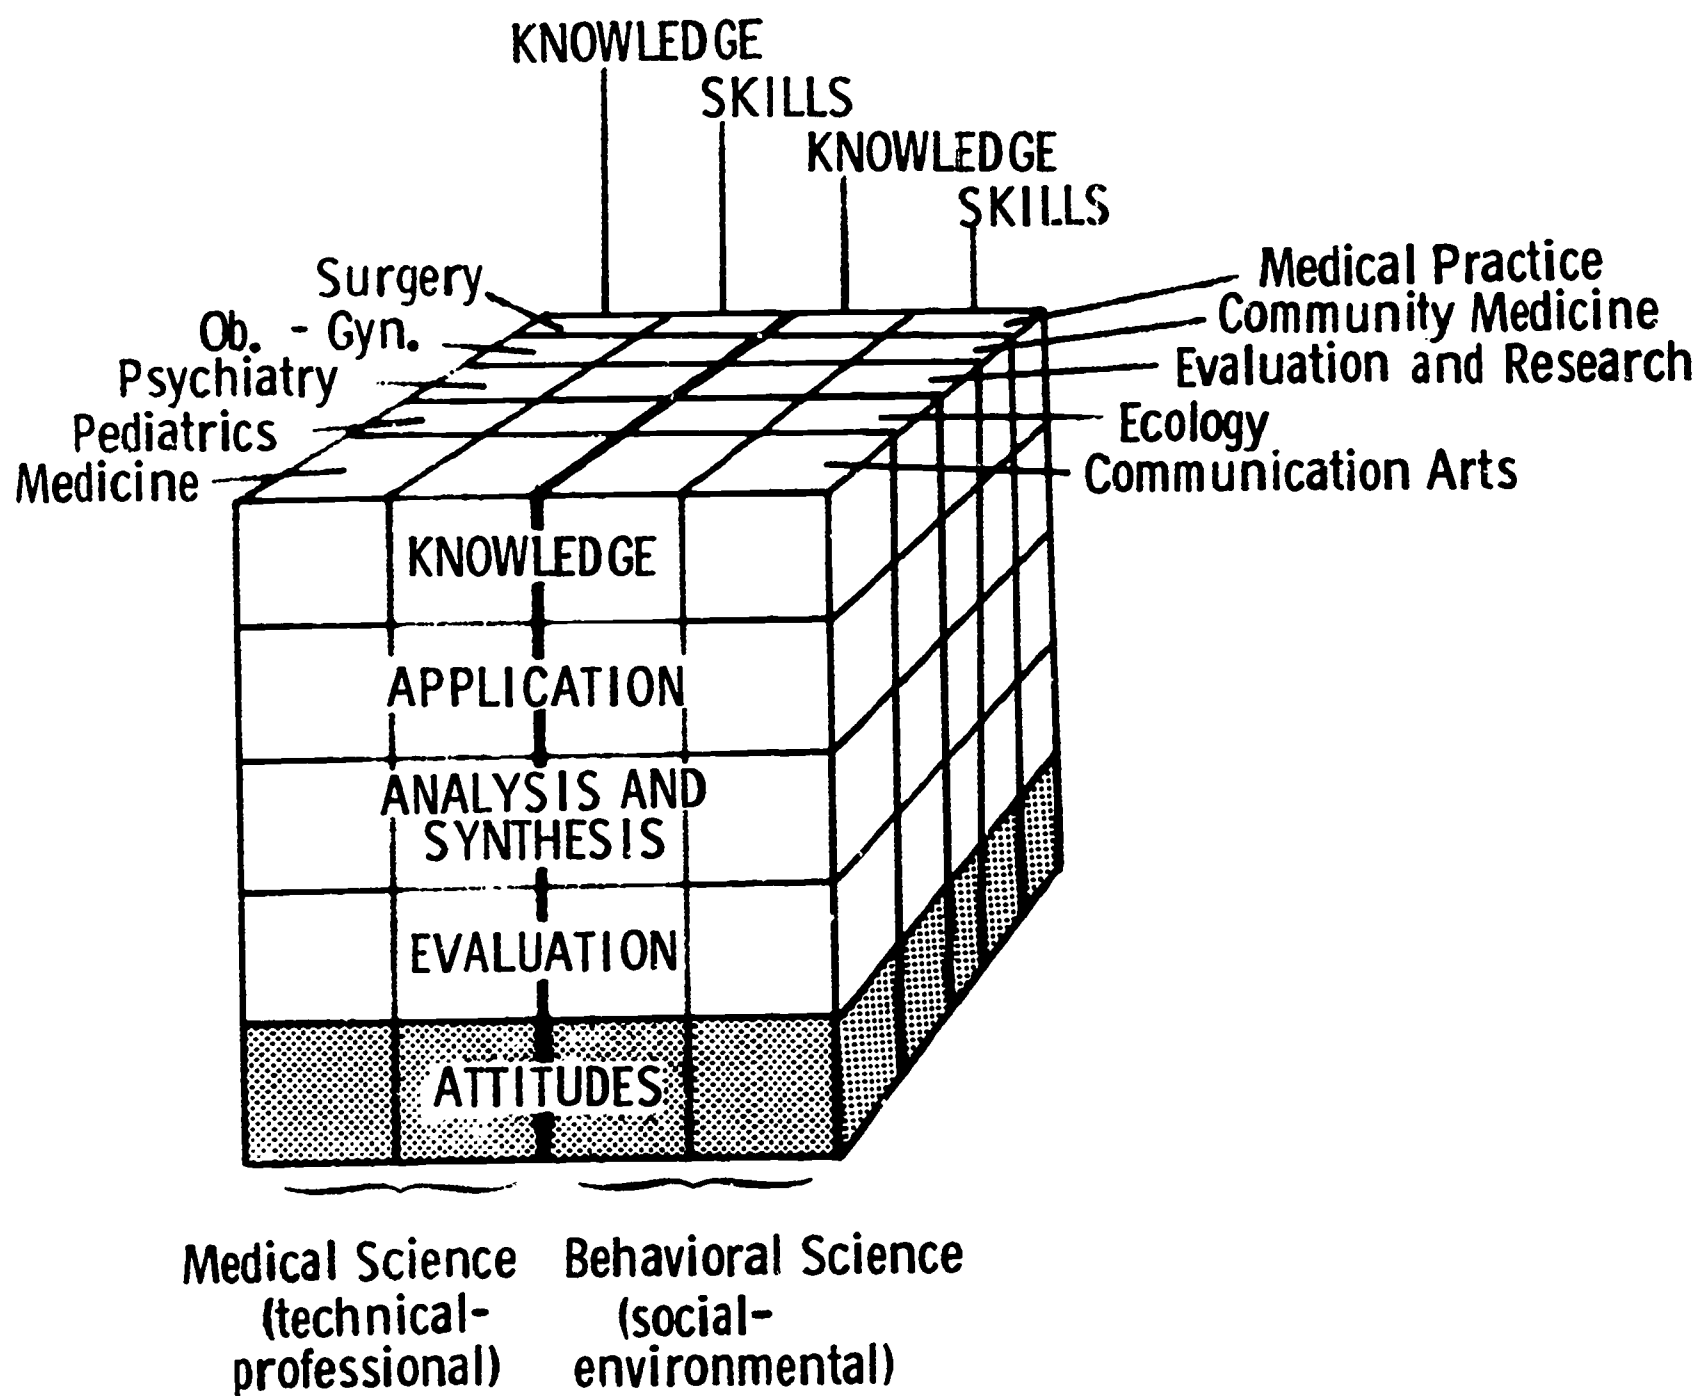 KNOWLEDGE
SKILLS
KNOWLEDGE
SKILLS
Surgery
Ob. - Gyn.
Psychiatry
Pediatrics
Medicine
Medical Practice
Community Medicine
Evaluation and Research
Ecology
Communication Arts
KNOWLEDGE
APPLICATION
ANALYSIS AND
SYNTHESIS
EVALUATION
ATTITUDES
Medical Science
(technical-
professional)
Behavioral Science
(social-
environmental)